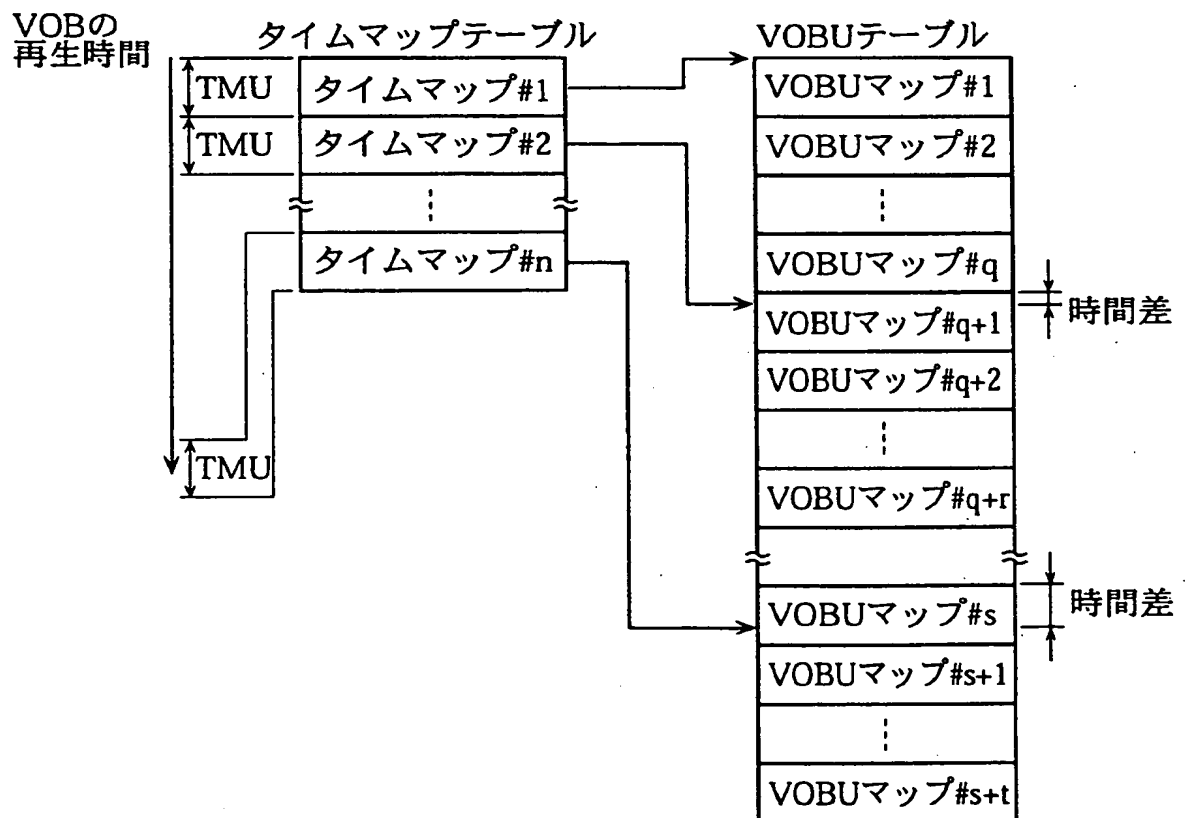 VOBの
再生時間
タイムマップテーブル
TMU
タイムマップ#1
TMU
タイムマップ#2
タイムマップ#n
TMU
VOBUテーブル
VOBUマップ#1
VOBUマップ#2
VOBUマップ#q
VOBUマップ#q+1
時間差
VOBUマップ#q+2
VOBUマップ#q+r
VOBUマップ#s
時間差
VOBUマップ#s+1
VOBUマップ#s+t